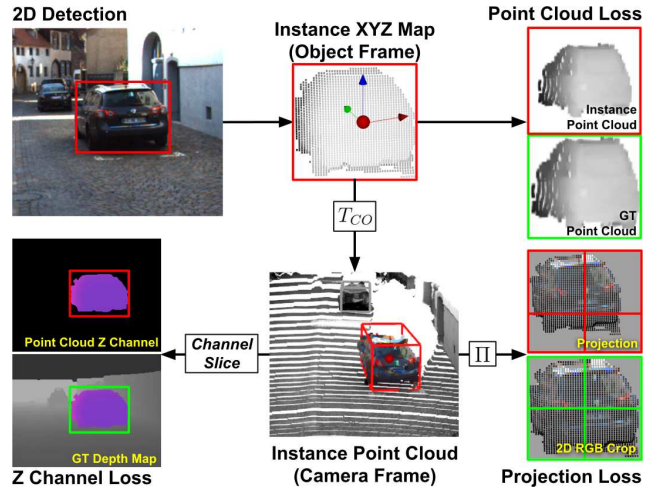 2D Detection
Instance XYZ Map
(Object Frame)
Point Cloud Loss
Instance
Point Cloud
GT
Point Cloud
T_CO
Point Cloud Z Channel
Channel
Slice
Π
Projection
GT Depth Map
2D RGB Crop
Z Channel Loss
Instance Point Cloud
(Camera Frame)
Projection Loss